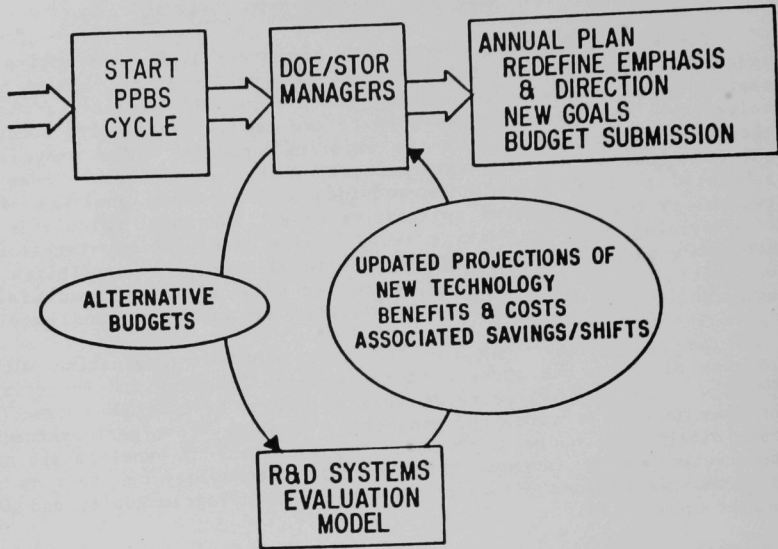 START
PPBS
CYCLE
DOE/STOR
MANAGERS
ANNUAL PLAN
REDEFINE EMPHASIS
& DIRECTION
NEW GOALS
BUDGET SUBMISSION
ALTERNATIVE
BUDGETS
UPDATED PROJECTIONS OF
NEW TECHNOLOGY
BENEFITS & COSTS
ASSOCIATED SAVINGS/SHIFTS
R&D SYSTEMS
EVALUATION
MODEL